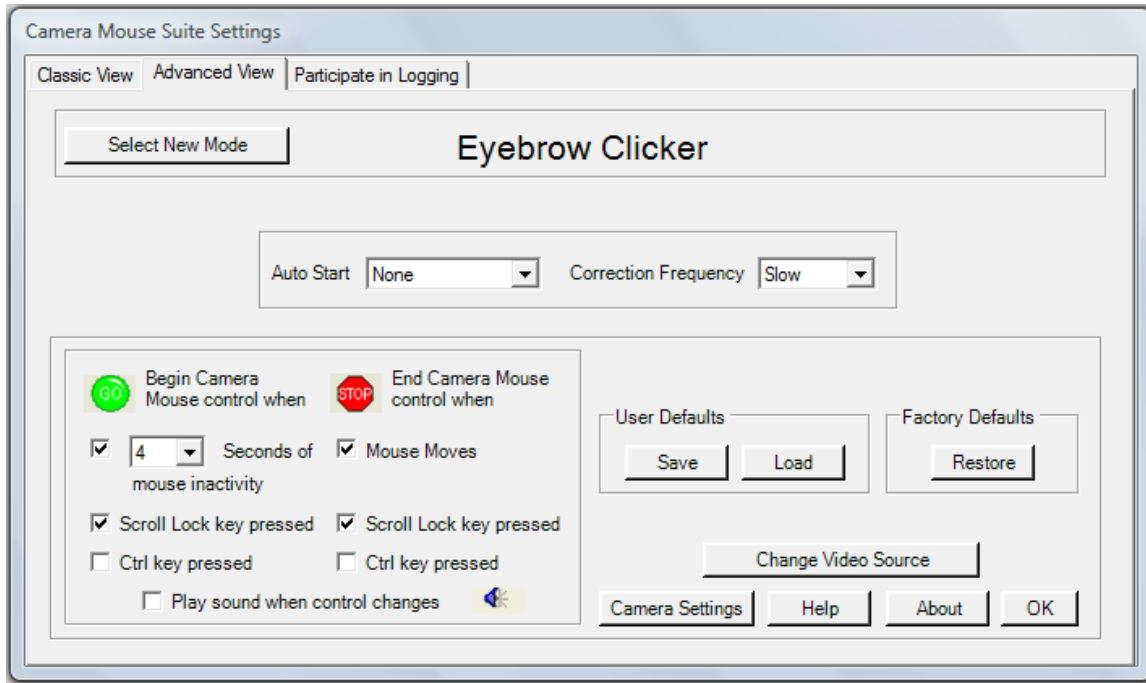 Camera Mouse Suite Settings
Classic View Advanced View Participate in Logging
Select New Mode Eyebrow Clicker
Auto Start None Correction Frequency Slow
GO Begin Camera
Mouse control when
STOP End Camera Mouse
control when
4 Seconds of
mouse inactivity
Mouse Moves
Scroll Lock key pressed Scroll Lock key pressed
Ctrl key pressed Ctrl key pressed
Play sound when control changes
User Defaults
Save Load
Factory Defaults
Restore
Change Video Source
Camera Settings Help About OK